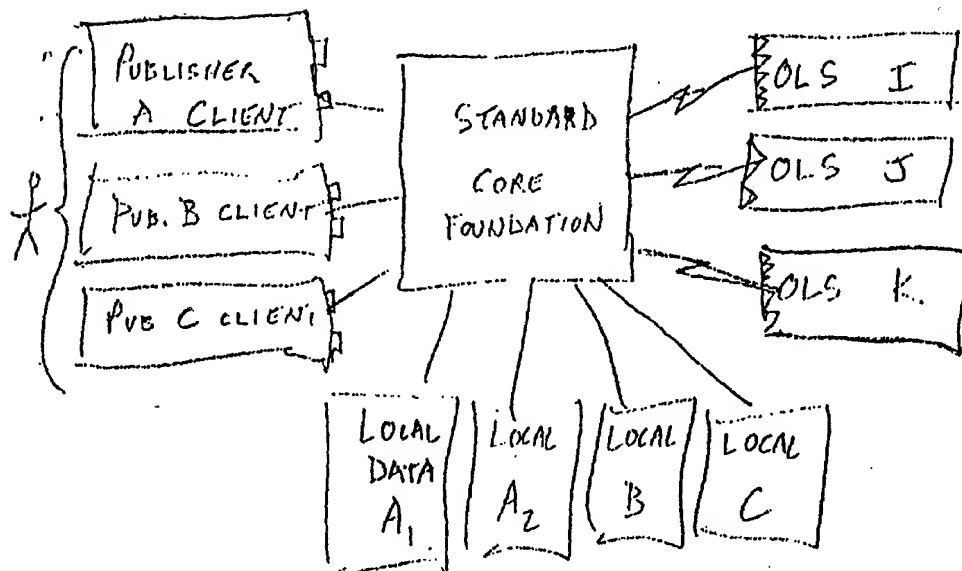 PUBLISHER
A CLIENT
PUB. B CLIENT
PUB C CLIENT
STANDARD
CORE
FOUNDATION
OLS I
OLS J
OLS K.
LOCAL
DATA
A1
LOCAL
A2
LOCAL
B
LOCAL
C